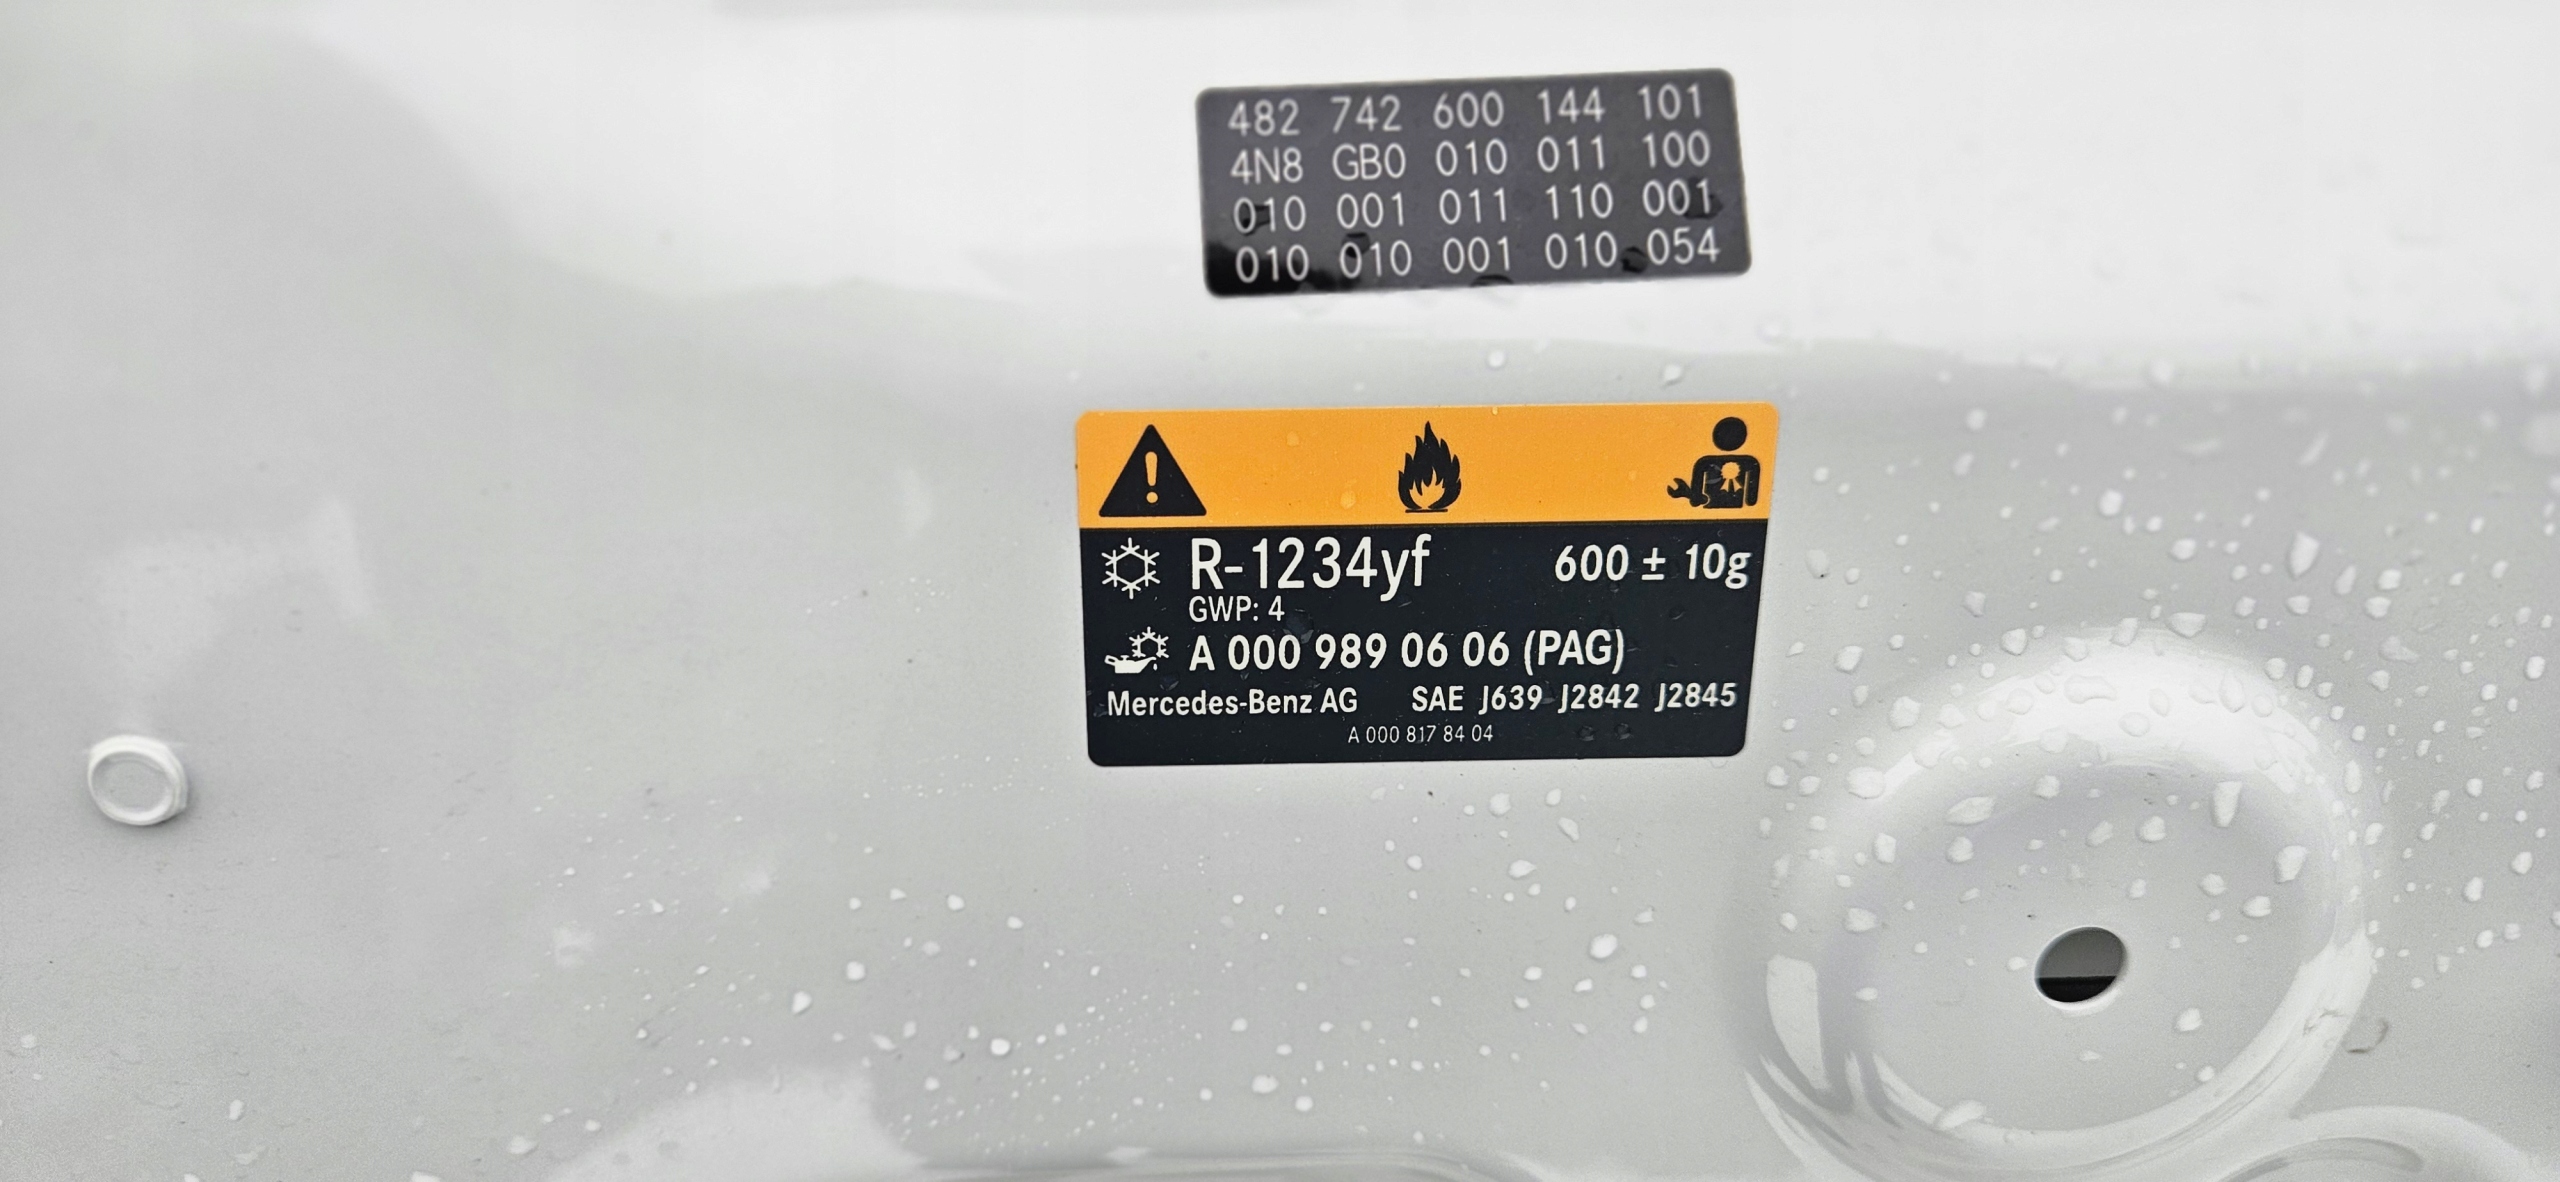 482 742 600 144 101
4N8 GB0 010 011 100
010 001 011 110 001
010 010 001 010 054
R-1234yf 600 ± 10g
GWP: 4
A 000 989 06 06 (PAG)
Mercedes-Benz AG SAE J639 J2842 J2845
A 000 817 84 04